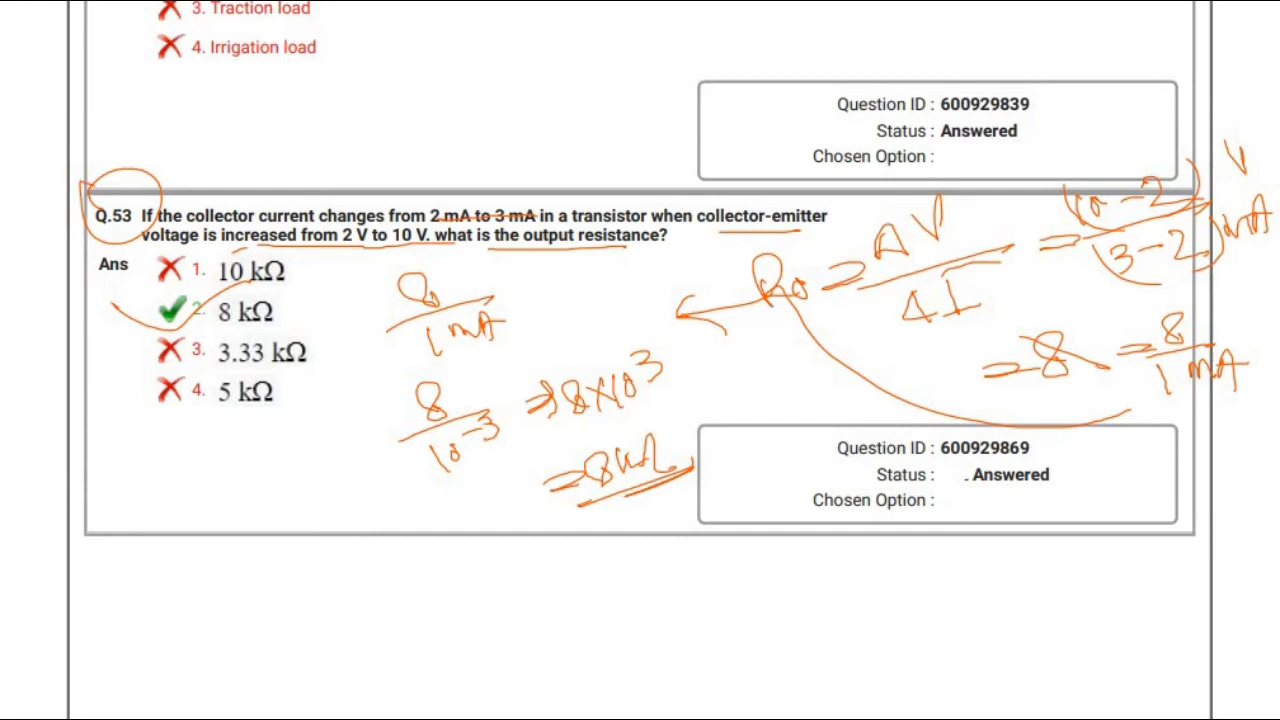 3. Traction load
4. Irrigation load
Question ID : 600929839
Status : Answered
Chosen Option :
Q.53 If the collector current changes from 2 mA to 3 mA in a transistor when collector-emitter
voltage is increased from 2 V to 10 V. what is the output resistance?
Ans
1. 10 kΩ
2. 8 kΩ
3. 3.33 kΩ
4. 5 kΩ
R0 = ΔV / ΔI = (10-2) V / (3-2) mA
= 8 = 8 / 1 mA
8 / 1 mA
8 / 10-3 ⇒ 8×103
= 8kΩ
Question ID : 600929869
Status : . Answered
Chosen Option :